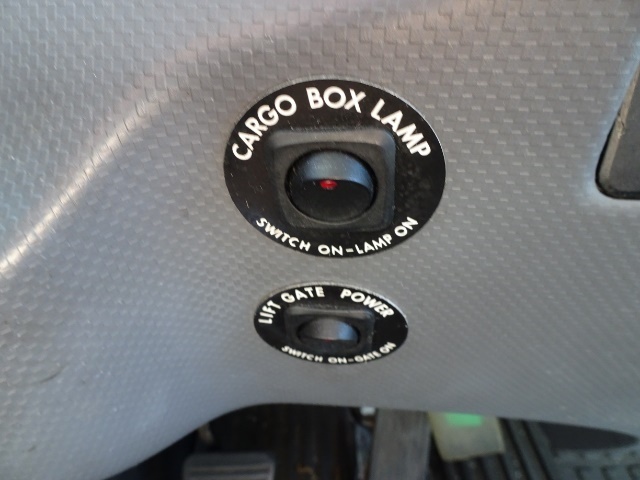 CARGO BOX LAMP
SWITCH ON-LAMP ON
LIFT GATE POWER
SWITCH ON-GATE ON